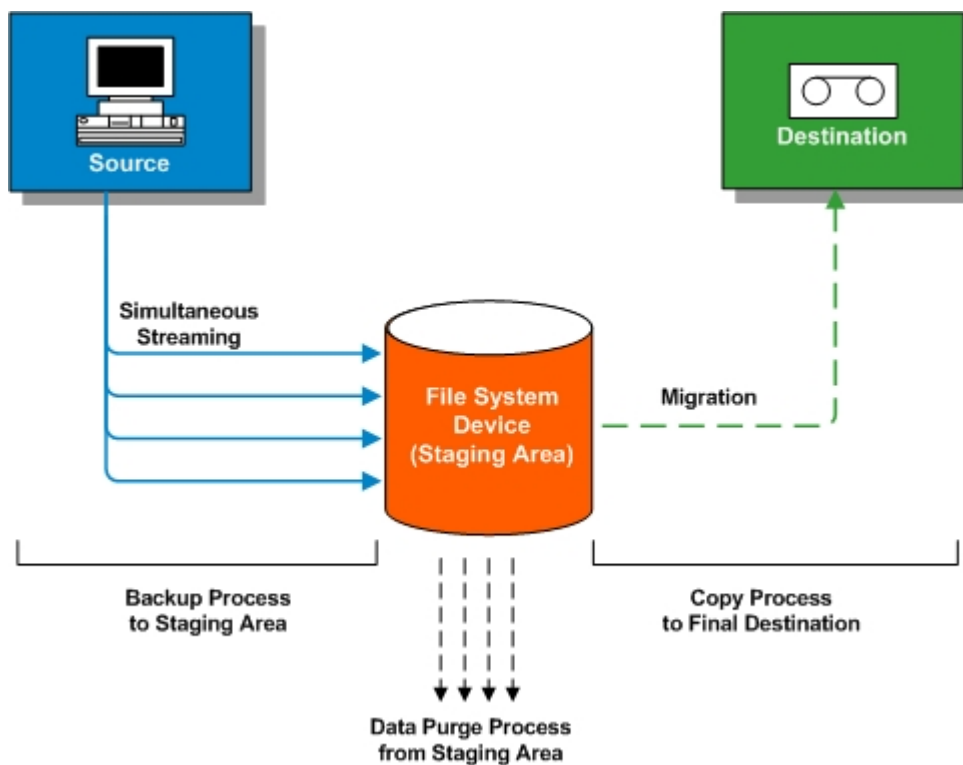 Source
Destination
Simultaneous
Streaming
File System
Device
(Staging Area)
Migration
Backup Process
to Staging Area
Copy Process
to Final Destination
Data Purge Process
from Staging Area